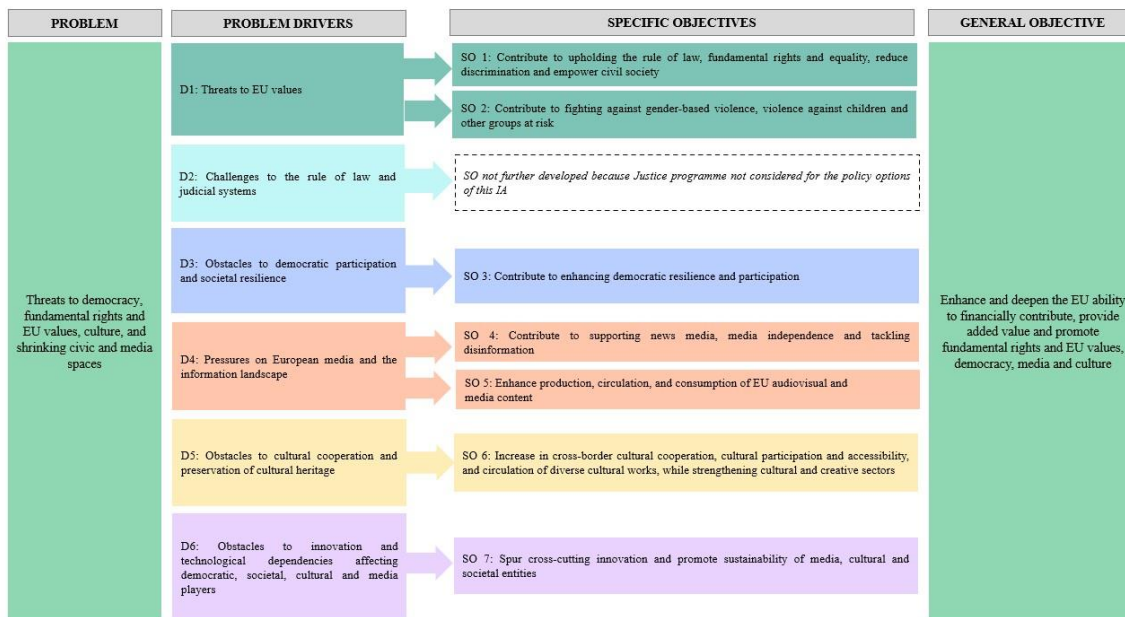 PROBLEM
PROBLEM DRIVERS
SPECIFIC OBJECTIVES
GENERAL OBJECTIVE
Threats to democracy,
fundamental rights and
EU values, culture, and
shrinking civic and media
spaces
D1: Threats to EU values
SO 1: Contribute to upholding the rule of law, fundamental rights and equality, reduce
discrimination and empower civil society
SO 2: Contribute to fighting against gender-based violence, violence against children and
other groups at risk
D2: Challenges to the rule of law and
judicial systems
SO not further developed because Justice programme not considered for the policy options
of this IA
D3: Obstacles to democratic participation
and societal resilience
SO 3: Contribute to enhancing democratic resilience and participation
D4: Pressures on European media and the
information landscape
SO 4: Contribute to supporting news media, media independence and tackling
disinformation
SO 5: Enhance production, circulation, and consumption of EU audiovisual and
media content
D5: Obstacles to cultural cooperation and
preservation of cultural heritage
SO 6: Increase in cross-border cultural cooperation, cultural participation and accessibility,
and circulation of diverse cultural works, while strengthening cultural and creative sectors
D6: Obstacles to innovation and
technological dependencies affecting
democratic, societal, cultural and media
players
SO 7: Spur cross-cutting innovation and promote sustainability of media, cultural and
societal entities
Enhance and deepen the EU ability
to financially contribute, provide
added value and promote
fundamental rights and EU values,
democracy, media and culture